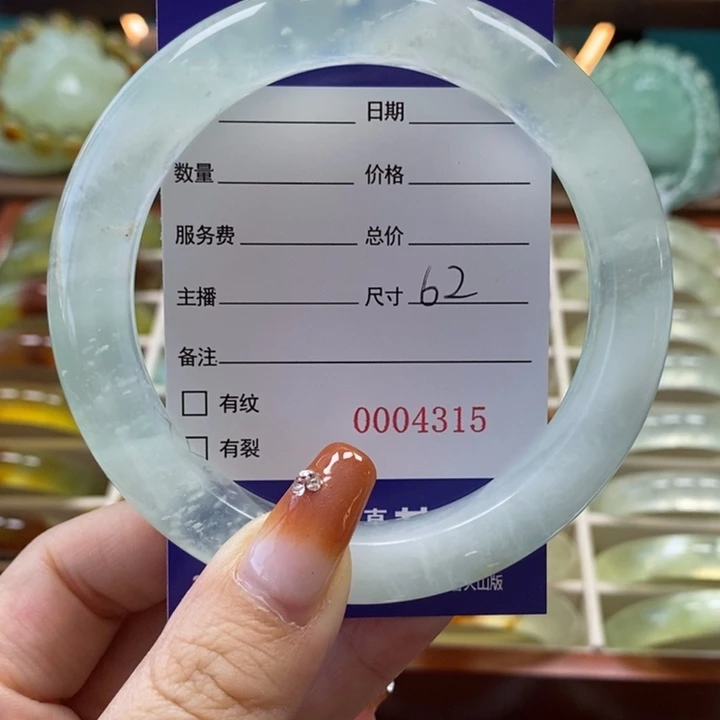 日期
数量 价格
服务费 总价
主播 尺寸 62
备注
有纹
0004315
有裂